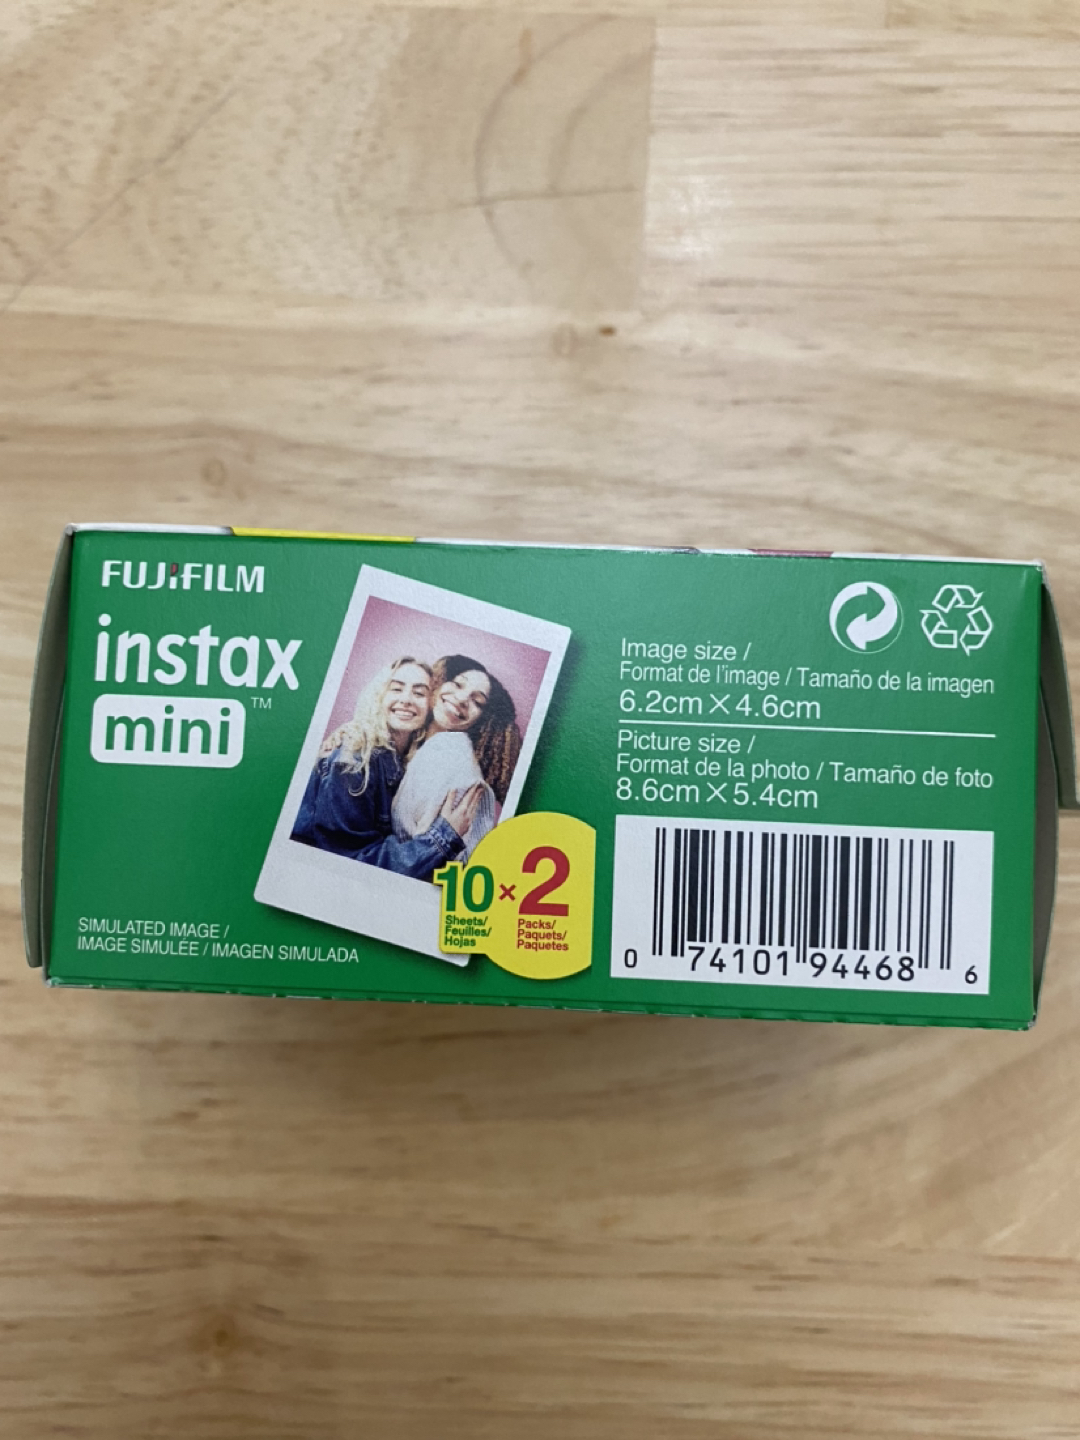 FUJIFILM
instax
mini™
SIMULATED IMAGE /
IMAGE SIMULÉE / IMAGEN SIMULADA
10 × 2
Sheets/
Feuilles/
Hojas
Packs/
Paquets/
Paquetes
Image size /
Format de l'image / Tamaño de la imagen
6.2cm×4.6cm
Picture size /
Format de la photo / Tamaño de foto
8.6cm×5.4cm
0 74101 94468 6